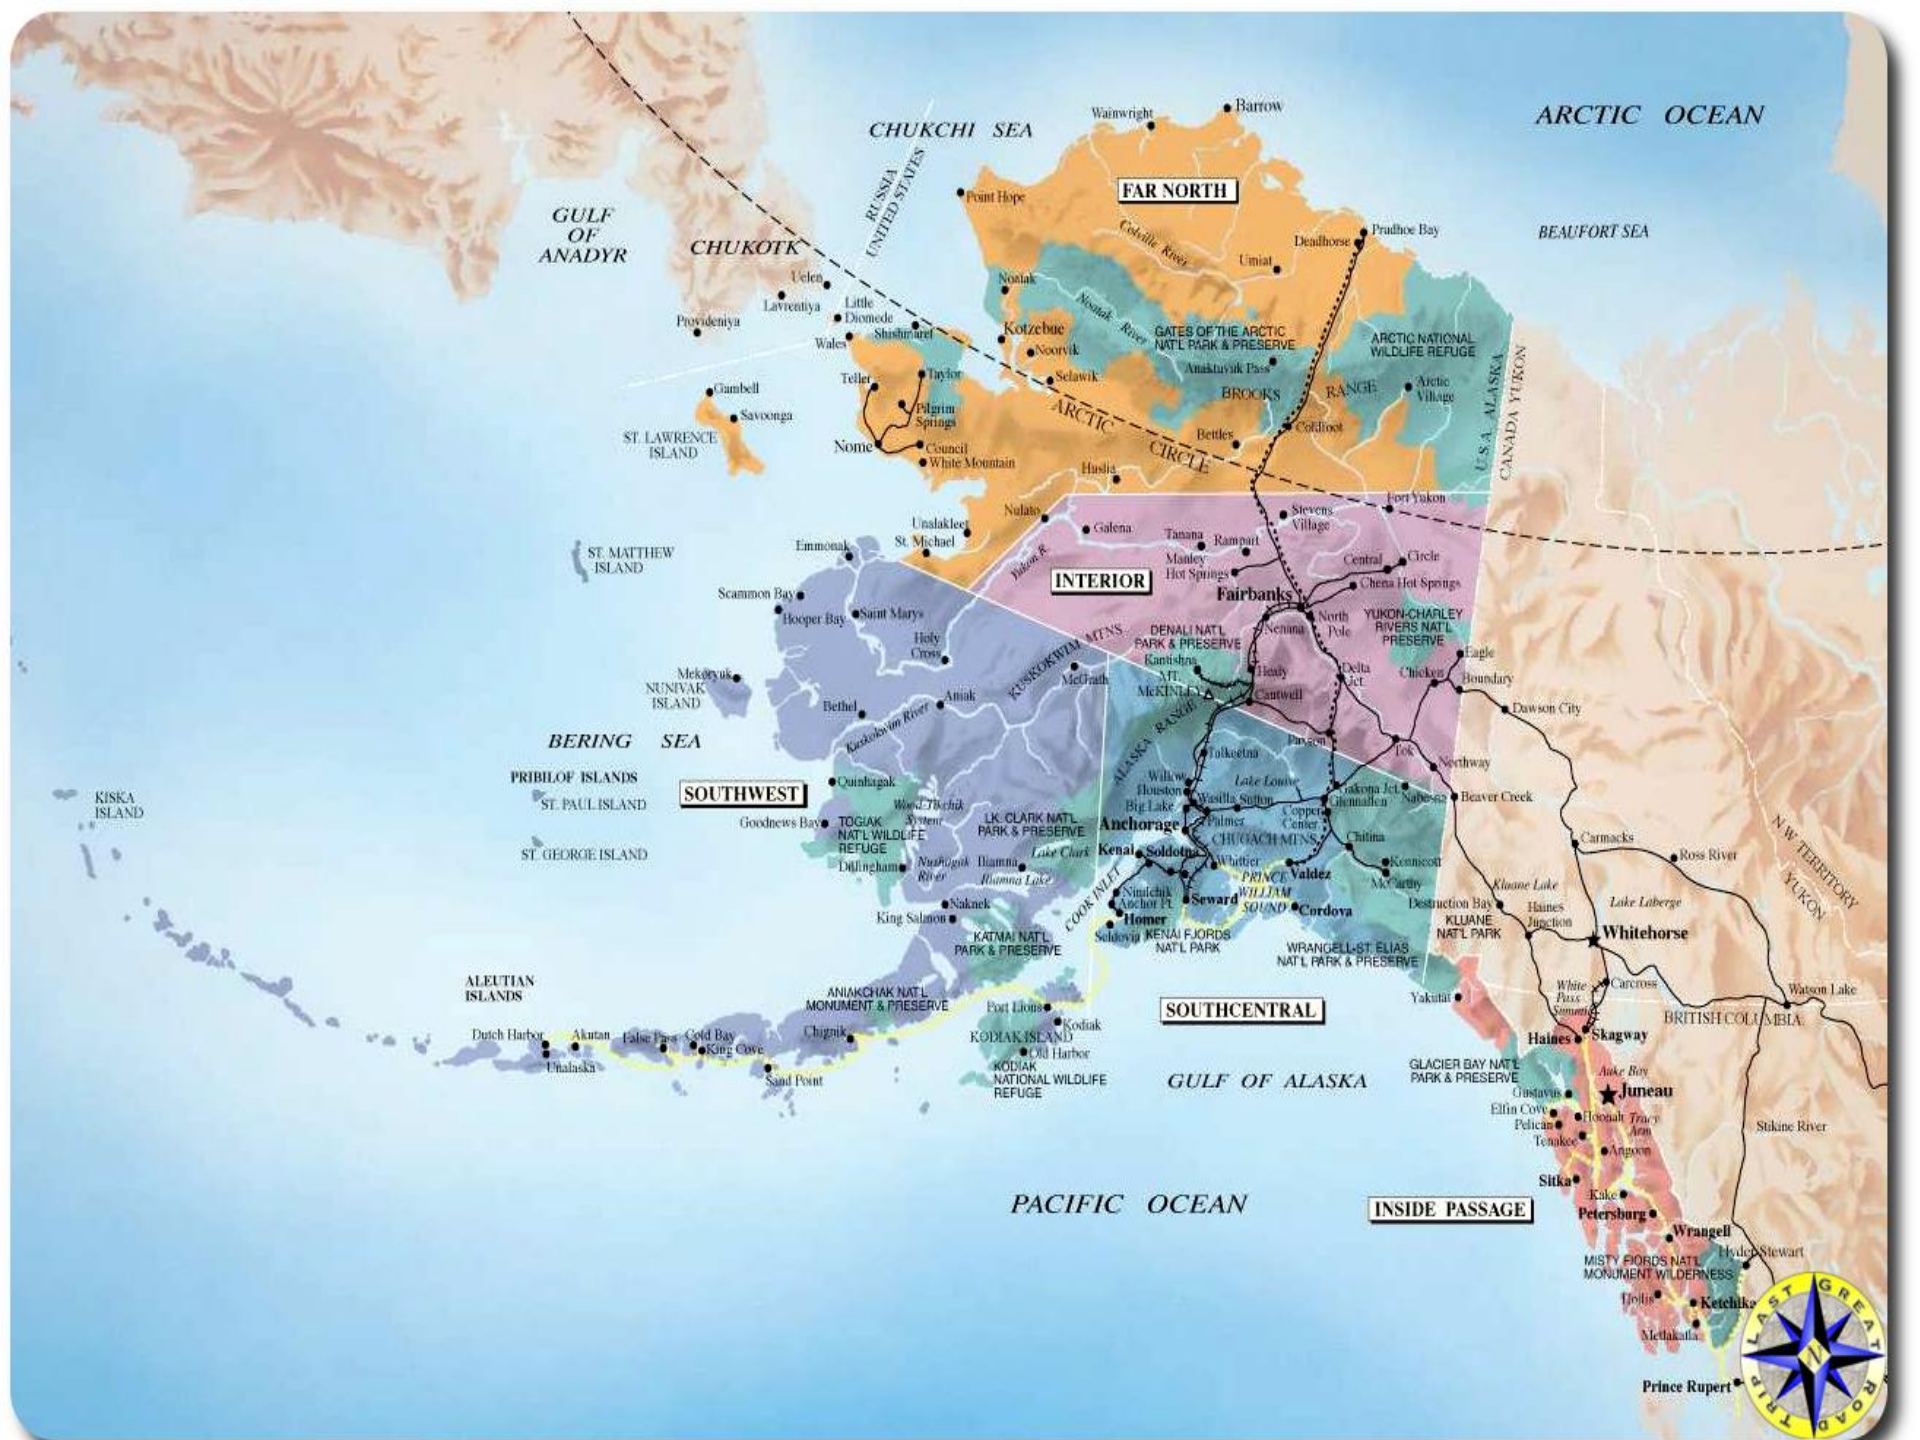 ARCTIC OCEAN
CHUKCHI SEA
Wainwright
Barrow
RUSSIA
UNITED STATES
FAR NORTH
Point Hope
GULF
OF
ANADYR
CHUKOTK
Colville River
Deadhorse
Prudhoe Bay
BEAUFORT SEA
Umiat
Uelen
Lavrentiya
Little
Diomede
Provideniya
Shishmaref
Wales
Noatak
Noatak River
Kotzebue
Noorvik
Selawik
GATES OF THE ARCTIC
NAT'L PARK & PRESERVE
Anaktuvuk Pass
BROOKS RANGE
ARCTIC NATIONAL
WILDLIFE REFUGE
Arctic
Village
U.S.A. ALASKA
CANADA YUKON
Gambell
Savoonga
ST. LAWRENCE
ISLAND
Teller
Taylor
Pilgrim
Springs
Nome
Council
White Mountain
ARCTIC CIRCLE
Bettles
Coldfoot
Huslia
Nulato
Unalakleet
St. Michael
Galena
Stevens
Village
Fort Yukon
Tanana
Rampart
Manley
Hot Springs
Central
Circle
Chena Hot Springs
Yukon R.
INTERIOR
Fairbanks
North
Pole
Nenana
YUKON-CHARLEY
RIVERS NAT'L
PRESERVE
Emmonak
ST. MATTHEW
ISLAND
Scammon Bay
Hooper Bay
Saint Marys
Holy
Cross
KUSKOKWIM MTNS
McGrath
DENALI NAT'L
PARK & PRESERVE
Kantishna
MT.
McKINLEY
Healy
Cantwell
Delta
Jct.
Eagle
Chicken
Boundary
Dawson City
Mekoryuk
NUNIVAK
ISLAND
Bethel
Aniak
Kuskokwim River
ALASKA RANGE
Paxson
Tok
Northway
BERING SEA
PRIBILOF ISLANDS
ST. PAUL ISLAND
ST. GEORGE ISLAND
SOUTHWEST
KISKA
ISLAND
Quinhagak
Goodnews Bay
TOGIAK
NAT'L WILDLIFE
REFUGE
Dillingham
Wood-Tikchik
System
Nushagak
River
LK. CLARK NAT'L
PARK & PRESERVE
Lake Clark
Iliamna
Iliamna Lake
Talkeetna
Willow
Houston
Big Lake
Wasilla
Sutton
Palmer
Lake Louise
Gakona Jct.
Glennallen
Nabesna
Beaver Creek
Copper
Center
Anchorage
CHUGACH MTNS
Chitina
Kennicott
McCarthy
Kenai
Soldotna
Whittier
Valdez
PRINCE
WILLIAM
SOUND
Ninilchik
Anchor Pt.
Homer
Seldovia
COOK INLET
Seward
Cordova
KENAI FJORDS
NAT'L PARK
WRANGELL-ST. ELIAS
NAT'L PARK & PRESERVE
Naknek
King Salmon
KATMAI NAT'L
PARK & PRESERVE
ANIAKCHAK NAT'L
MONUMENT & PRESERVE
ALEUTIAN
ISLANDS
Dutch Harbor
Akutan
False Pass
Cold Bay
King Cove
Unalaska
Sand Point
Chignik
Port Lions
Kodiak
KODIAK ISLAND
Old Harbor
KODIAK
NATIONAL WILDLIFE
REFUGE
SOUTHCENTRAL
GULF OF ALASKA
PACIFIC OCEAN
Carmacks
Ross River
N.W. TERRITORY
YUKON
Kluane Lake
Lake Laberge
Destruction Bay
KLUANE
NAT'L PARK
Haines
Junction
Whitehorse
Carcross
White
Pass
Summit
Watson Lake
BRITISH COLUMBIA
Yakutat
Haines
Skagway
GLACIER BAY NAT'L
PARK & PRESERVE
Auke Bay
Juneau
Gustavus
Elfin Cove
Pelican
Hoonah
Tracy
Arm
Tenakee
Angoon
Stikine River
Sitka
Kake
Petersburg
INSIDE PASSAGE
Wrangell
Hyder
Stewart
MISTY FIORDS NAT'L
MONUMENT WILDERNESS
Hollis
Ketchika
Metlakatla
Prince Rupert
LAST GREAT ROAD TRIP
N